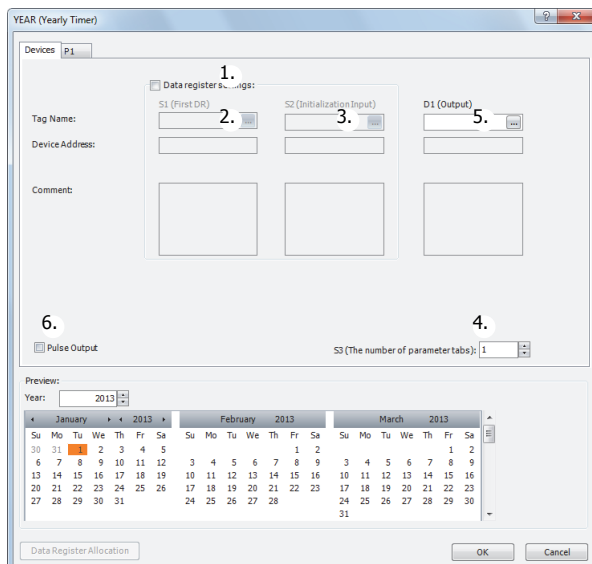 YEAR (Yearly Timer)
?
Devices P1
1.
Data register settings:
S1 (First DR) S2 (Initialization Input) D1 (Output)
Tag Name: 2. ... 3. ... 5. ...
Device Address:
Comment:
6. 4.
Pulse Output S3 (The number of parameter tabs): 1
Preview:
Year: 2013
January 2013 February 2013 March 2013
Su Mo Tu We Th Fr Sa Su Mo Tu We Th Fr Sa Su Mo Tu We Th Fr Sa
30 31 1 2 3 4 5 1 2 1 2
6 7 8 9 10 11 12 3 4 5 6 7 8 9 3 4 5 6 7 8 9
13 14 15 16 17 18 19 10 11 12 13 14 15 16 10 11 12 13 14 15 16
20 21 22 23 24 25 26 17 18 19 20 21 22 23 17 18 19 20 21 22 23
27 28 29 30 31 24 25 26 27 28 24 25 26 27 28 29 30
31
Data Register Allocation OK Cancel